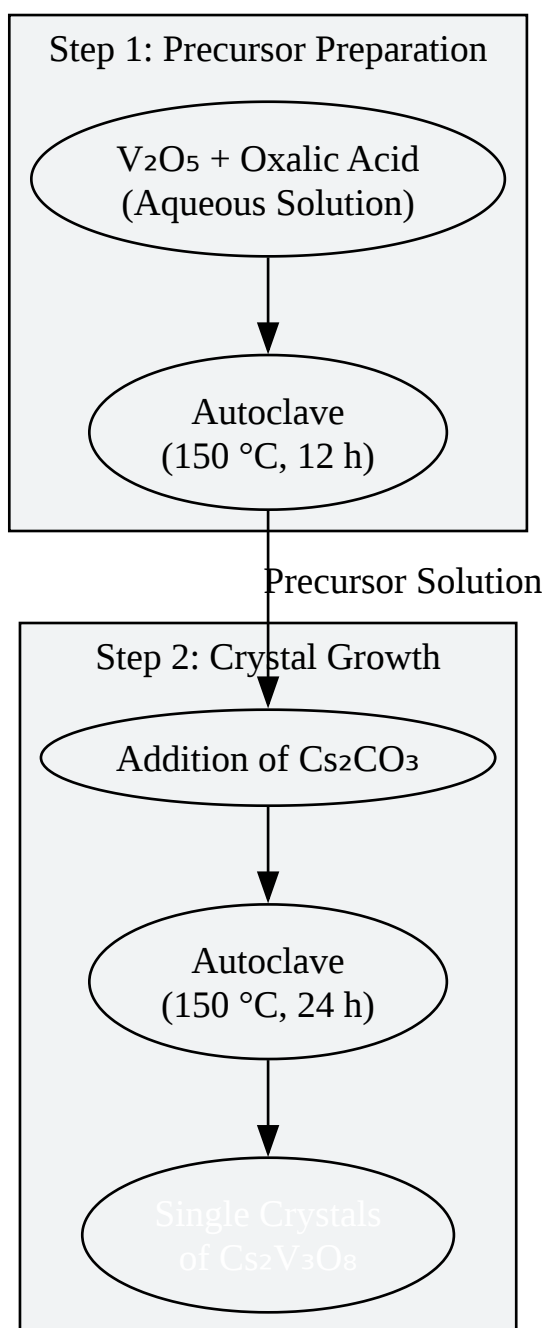 Step 1: Precursor Preparation
V₂O₅ + Oxalic Acid
(Aqueous Solution)
Autoclave
(150 °C, 12 h)
Precursor Solution
Step 2: Crystal Growth
Addition of Cs₂CO₃
Autoclave
(150 °C, 24 h)
Single Crystals
of Cs₂V₃O₈